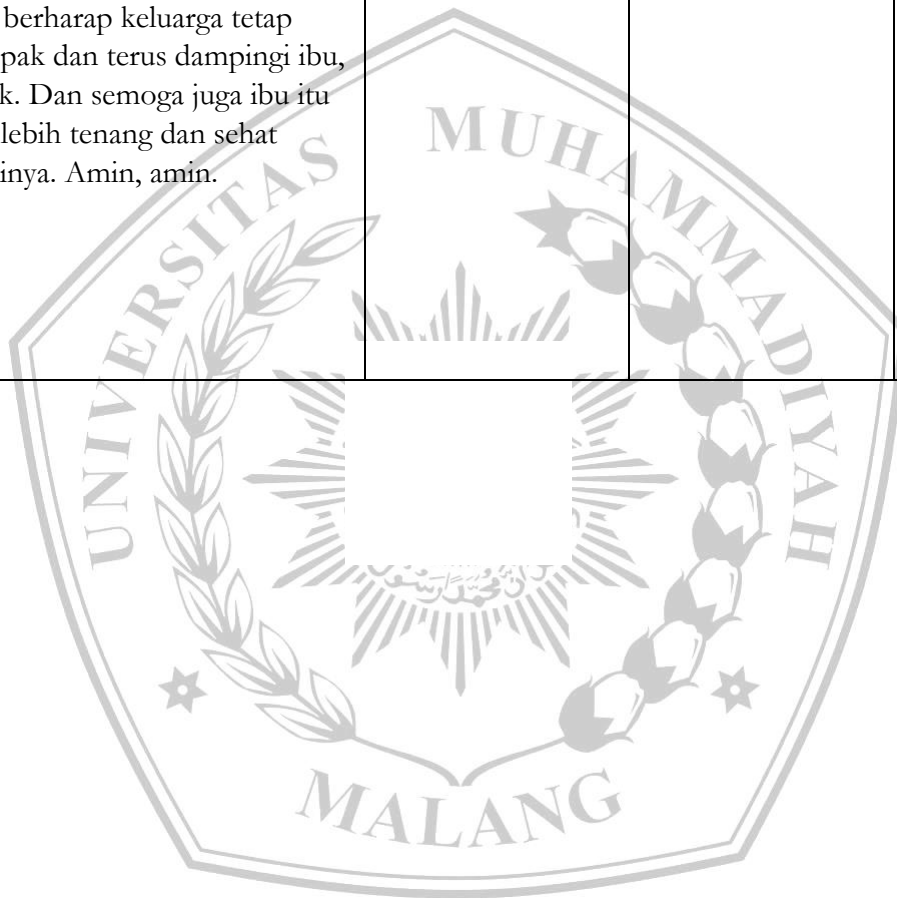 berharap keluarga tetap
pak dan terus dampingi ibu,
k. Dan semoga juga ibu itu
lebih tenang dan sehat
inya. Amin, amin.
UNIVERSITAS MUHAMMADIYAH
MALANG